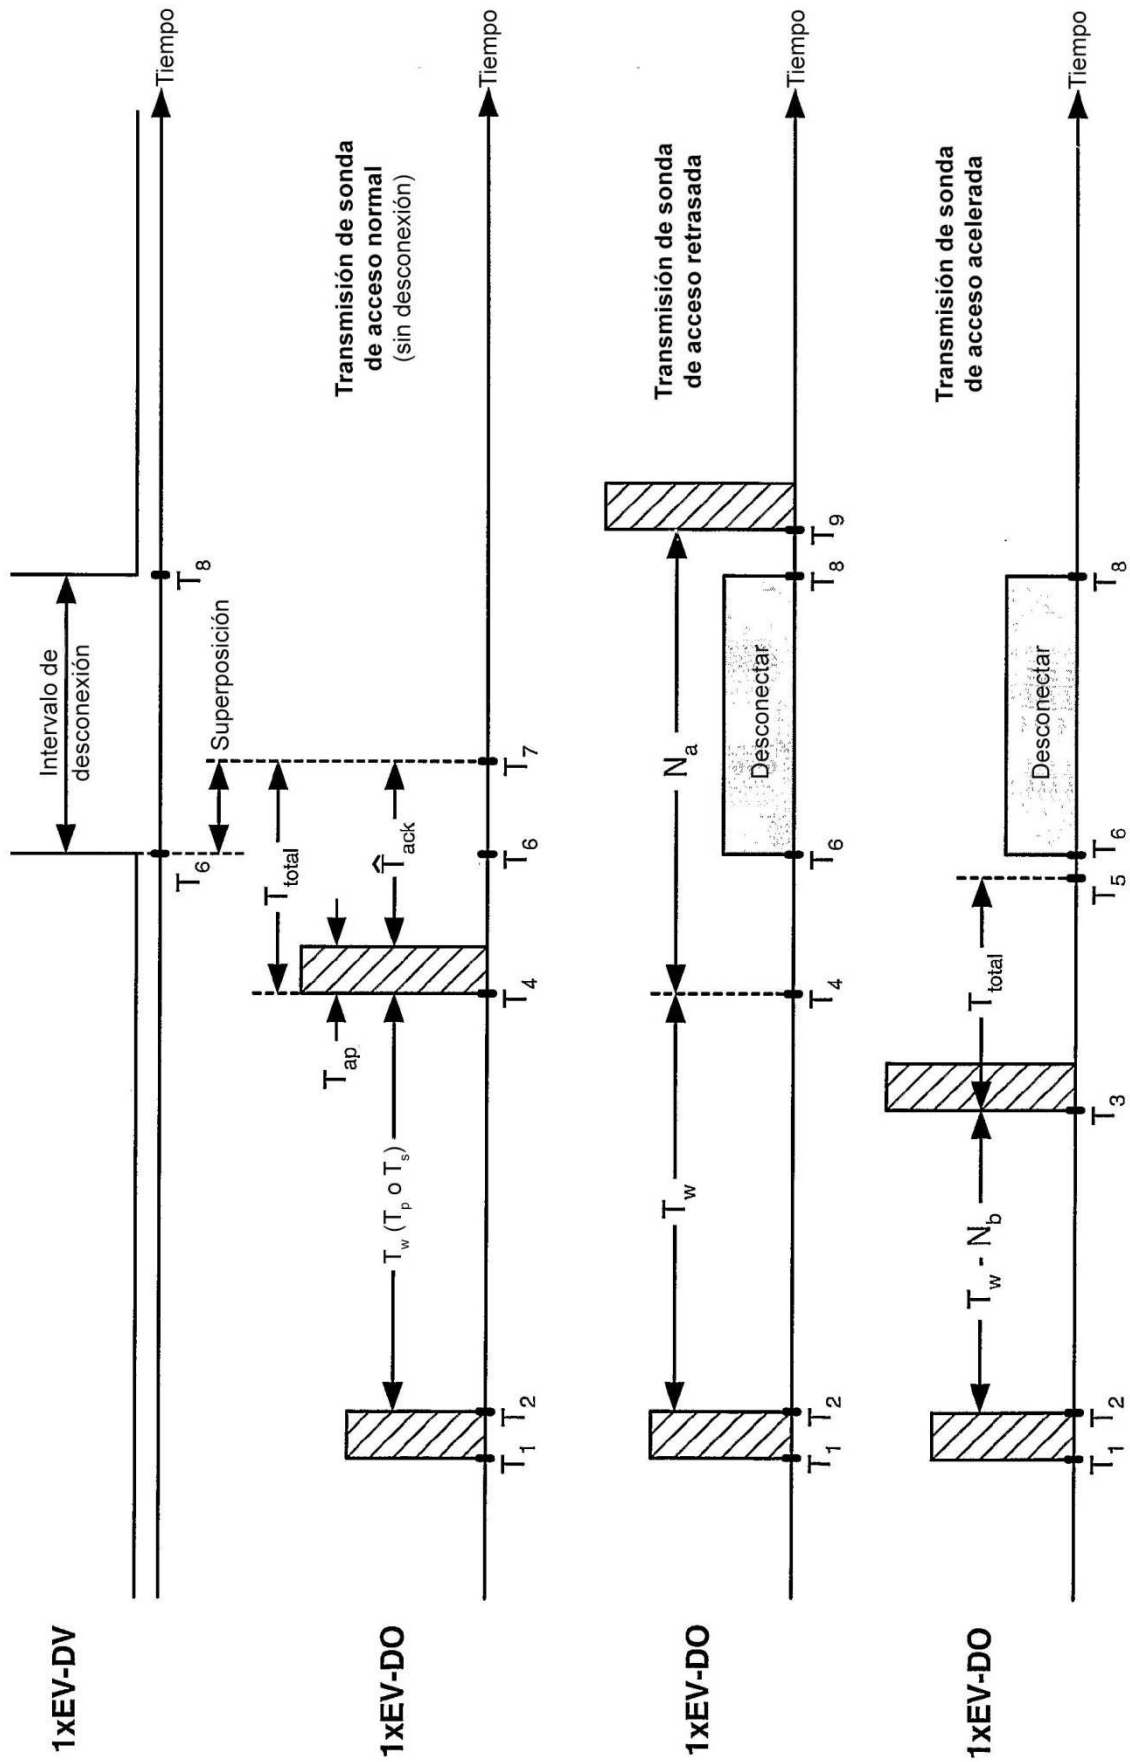 1xEV-DV
Intervalo de
desconexión
T6
T8
Tiempo
Superposición
1xEV-DO
Ttotal
Tap
T̂ack
Tw (Tp o Ts)
T1
T2
T4
T6
T7
Tiempo
Transmisión de sonda
de acceso normal
(sin desconexión)
1xEV-DO
Tw
Na
Desconectar
T1
T2
T4
T6
T8
T9
Tiempo
Transmisión de sonda
de acceso retrasada
1xEV-DO
Tw - Nb
Ttotal
Desconectar
T1
T2
T3
T5
T6
T8
Tiempo
Transmisión de sonda
de acceso acelerada